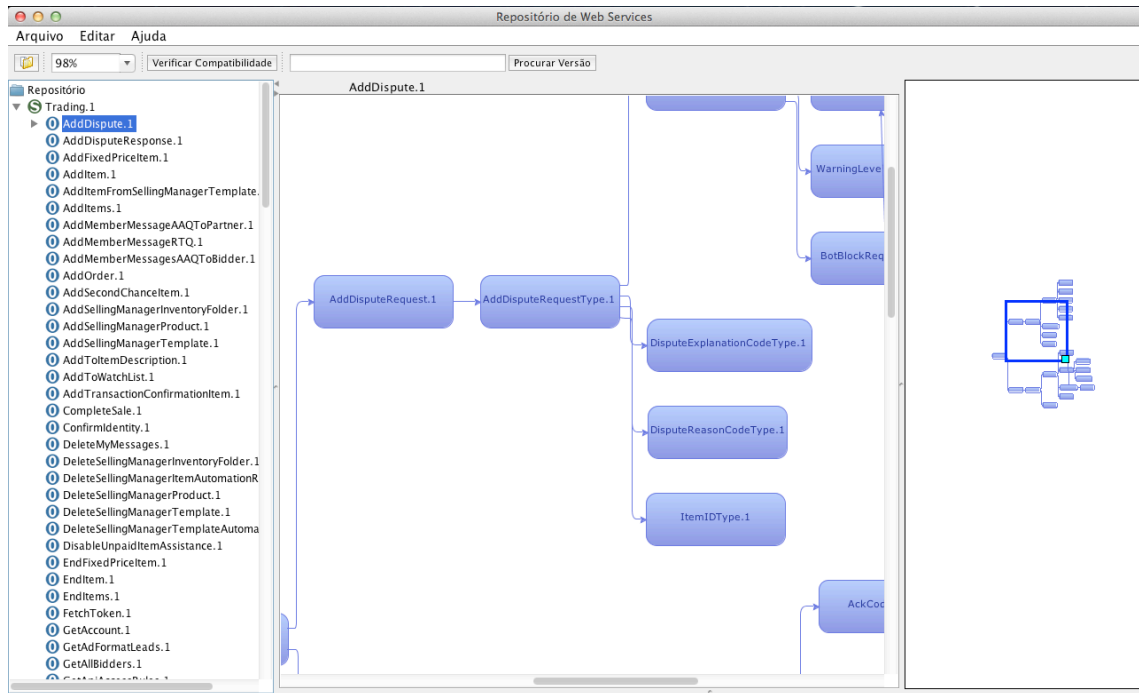 Repositório de Web Services
Arquivo Editar Ajuda
98% Verificar Compatibilidade Procurar Versão
Repositório
Trading.1
AddDispute.1
AddDisputeResponse.1
AddFixedPriceItem.1
AddItem.1
AddItemFromSellingManagerTemplate.
AddItems.1
AddMemberMessageAAQToPartner.1
AddMemberMessageRTQ.1
AddMemberMessagesAAQToBidder.1
AddOrder.1
AddSecondChanceItem.1
AddSellingManagerInventoryFolder.1
AddSellingManagerProduct.1
AddSellingManagerTemplate.1
AddToItemDescription.1
AddToWatchList.1
AddTransactionConfirmationItem.1
CompleteSale.1
ConfirmIdentity.1
DeleteMyMessages.1
DeleteSellingManagerInventoryFolder.1
DeleteSellingManagerItemAutomationR
DeleteSellingManagerProduct.1
DeleteSellingManagerTemplate.1
DeleteSellingManagerTemplateAutoma
DisableUnpaidItemAssistance.1
EndFixedPriceItem.1
EndItem.1
EndItems.1
FetchToken.1
GetAccount.1
GetAdFormatLeads.1
GetAllBidders.1
AddDispute.1
WarningLeve
BotBlockReq
AddDisputeRequest.1
AddDisputeRequestType.1
DisputeExplanationCodeType.1
DisputeReasonCodeType.1
ItemIDType.1
AckCoc